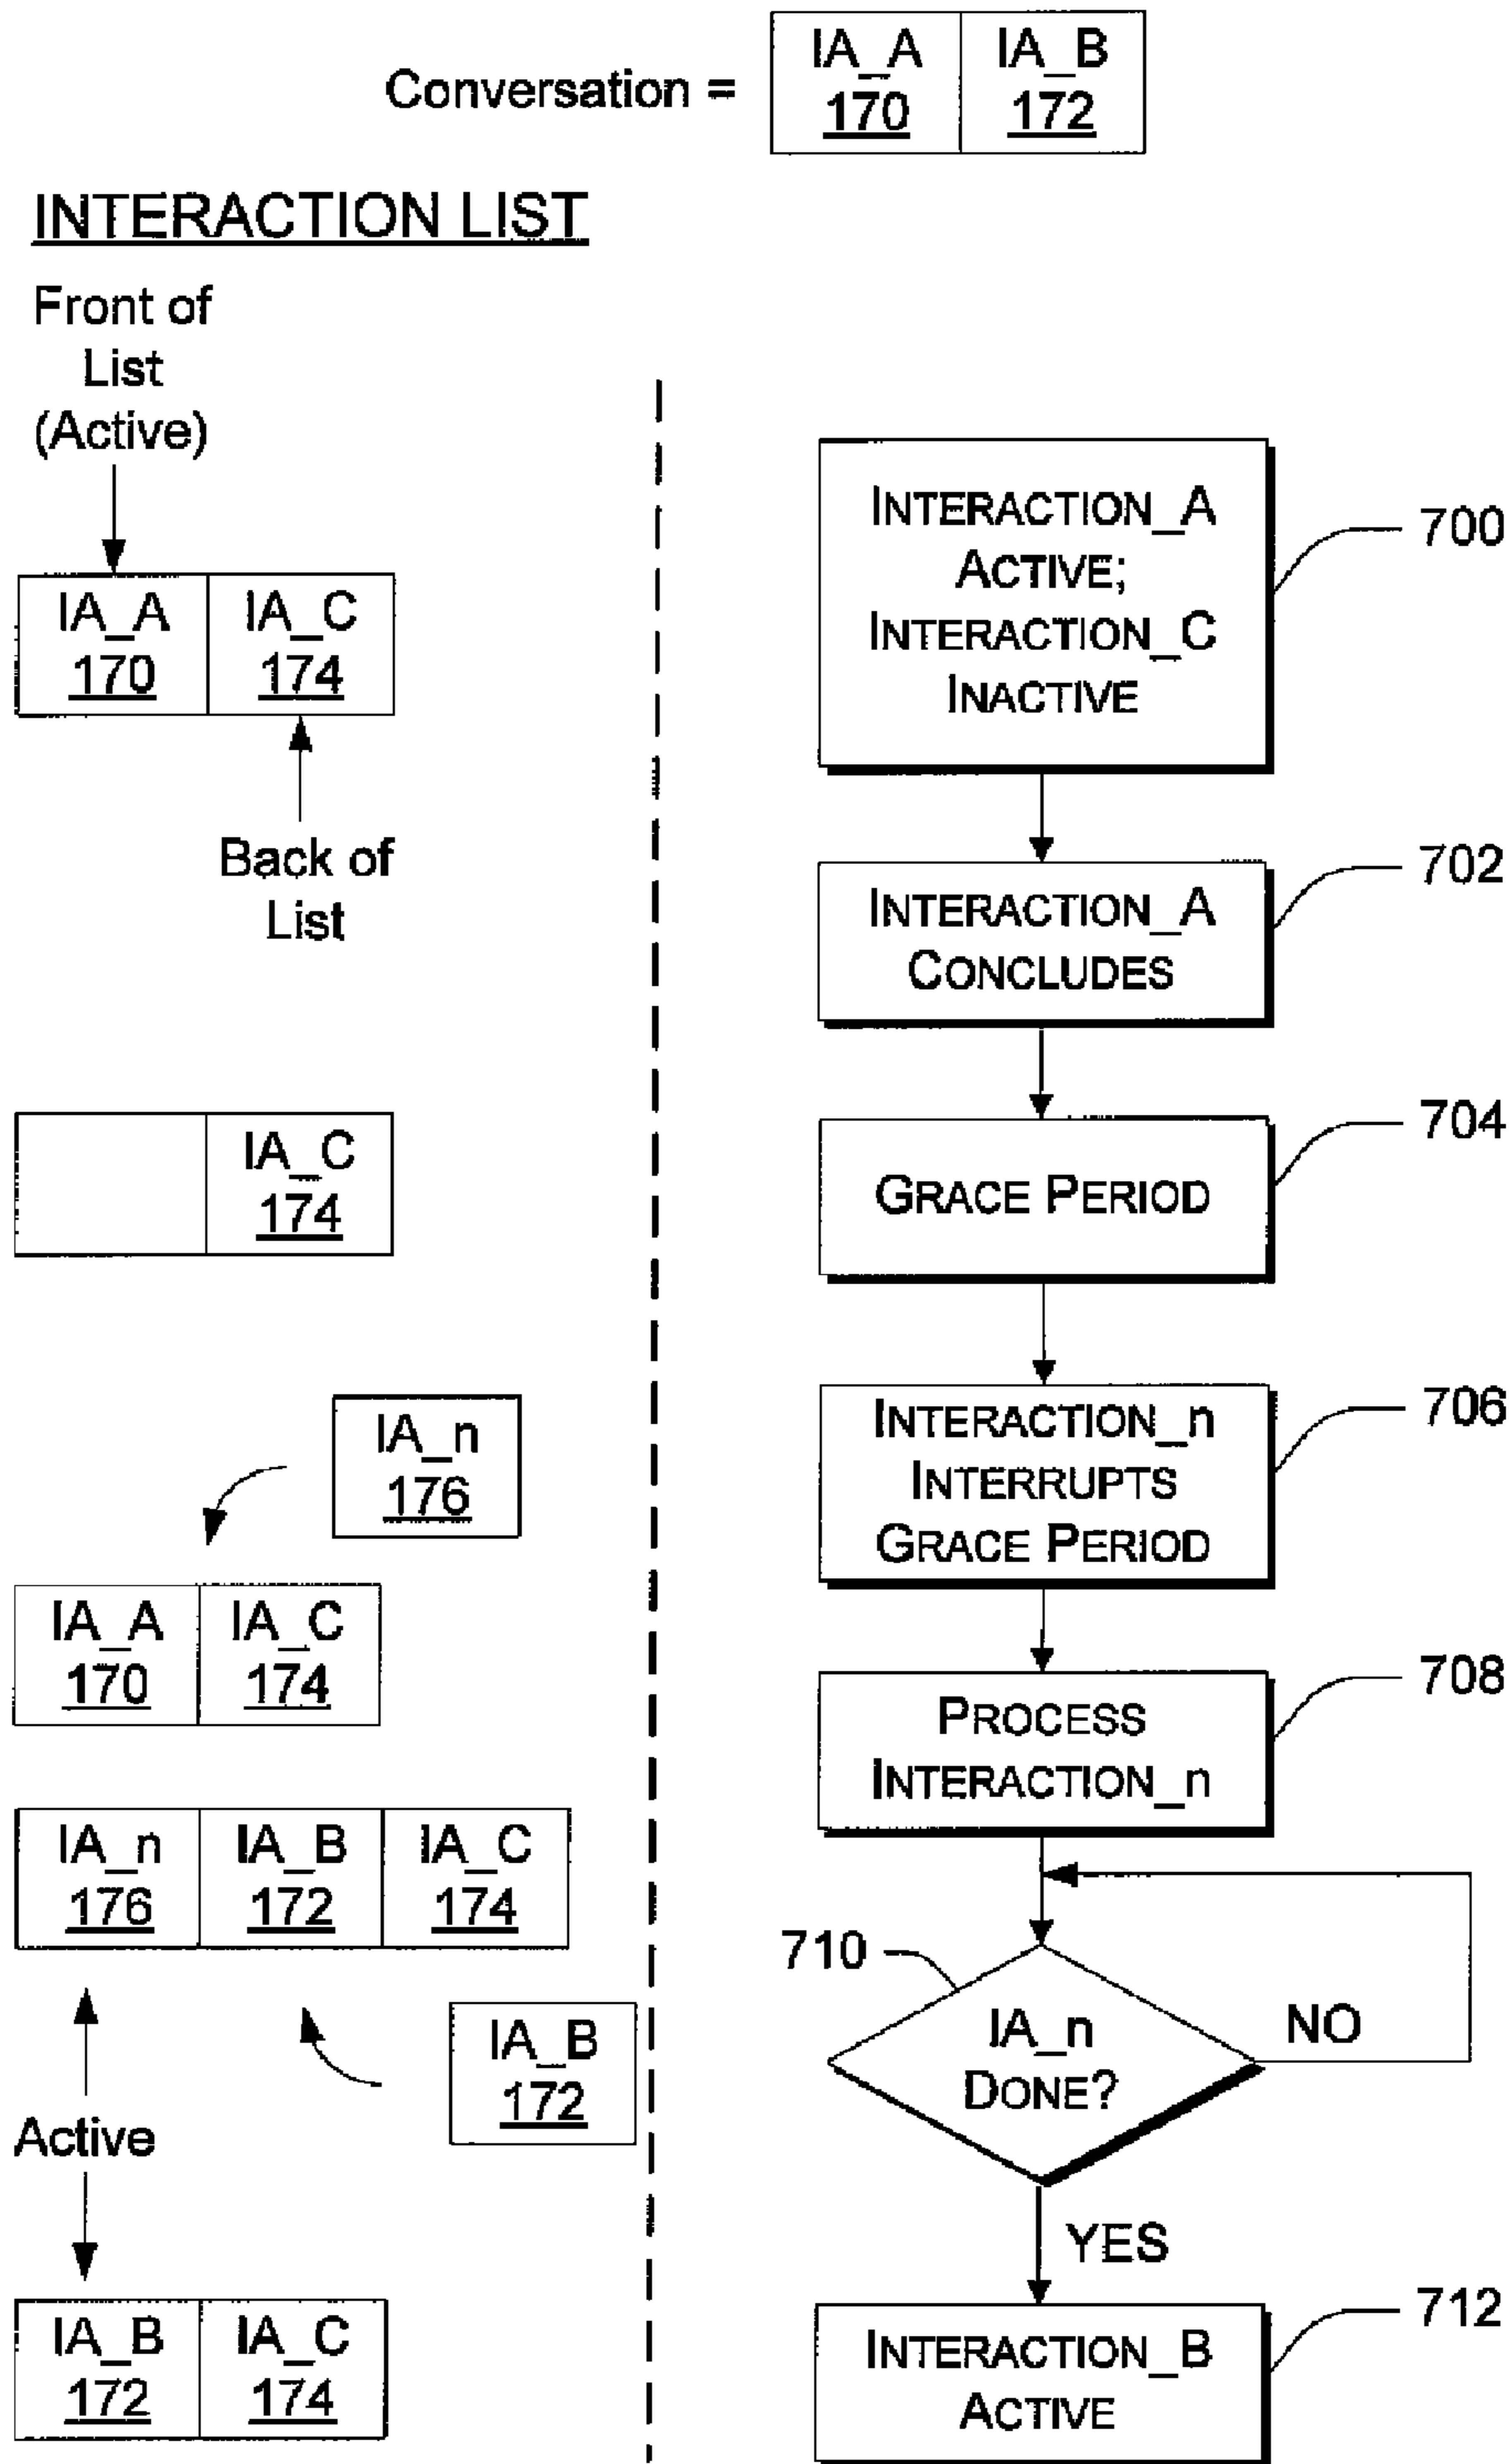 Conversation =
IA_A
170
IA_B
172
INTERACTION LIST
Front of
List
(Active)
IA_A
170
IA_C
174
Back of
List
IA_C
174
IA_n
176
IA_A
170
IA_C
174
IA_n
176
IA_B
172
IA_C
174
IA_B
172
Active
IA_B
172
IA_C
174
INTERACTION_A
ACTIVE;
INTERACTION_C
INACTIVE
700
INTERACTION_A
CONCLUDES
702
GRACE PERIOD
704
INTERACTION_n
INTERRUPTS
GRACE PERIOD
706
PROCESS
INTERACTION_n
708
710
IA_n
DONE?
NO
YES
INTERACTION_B
ACTIVE
712